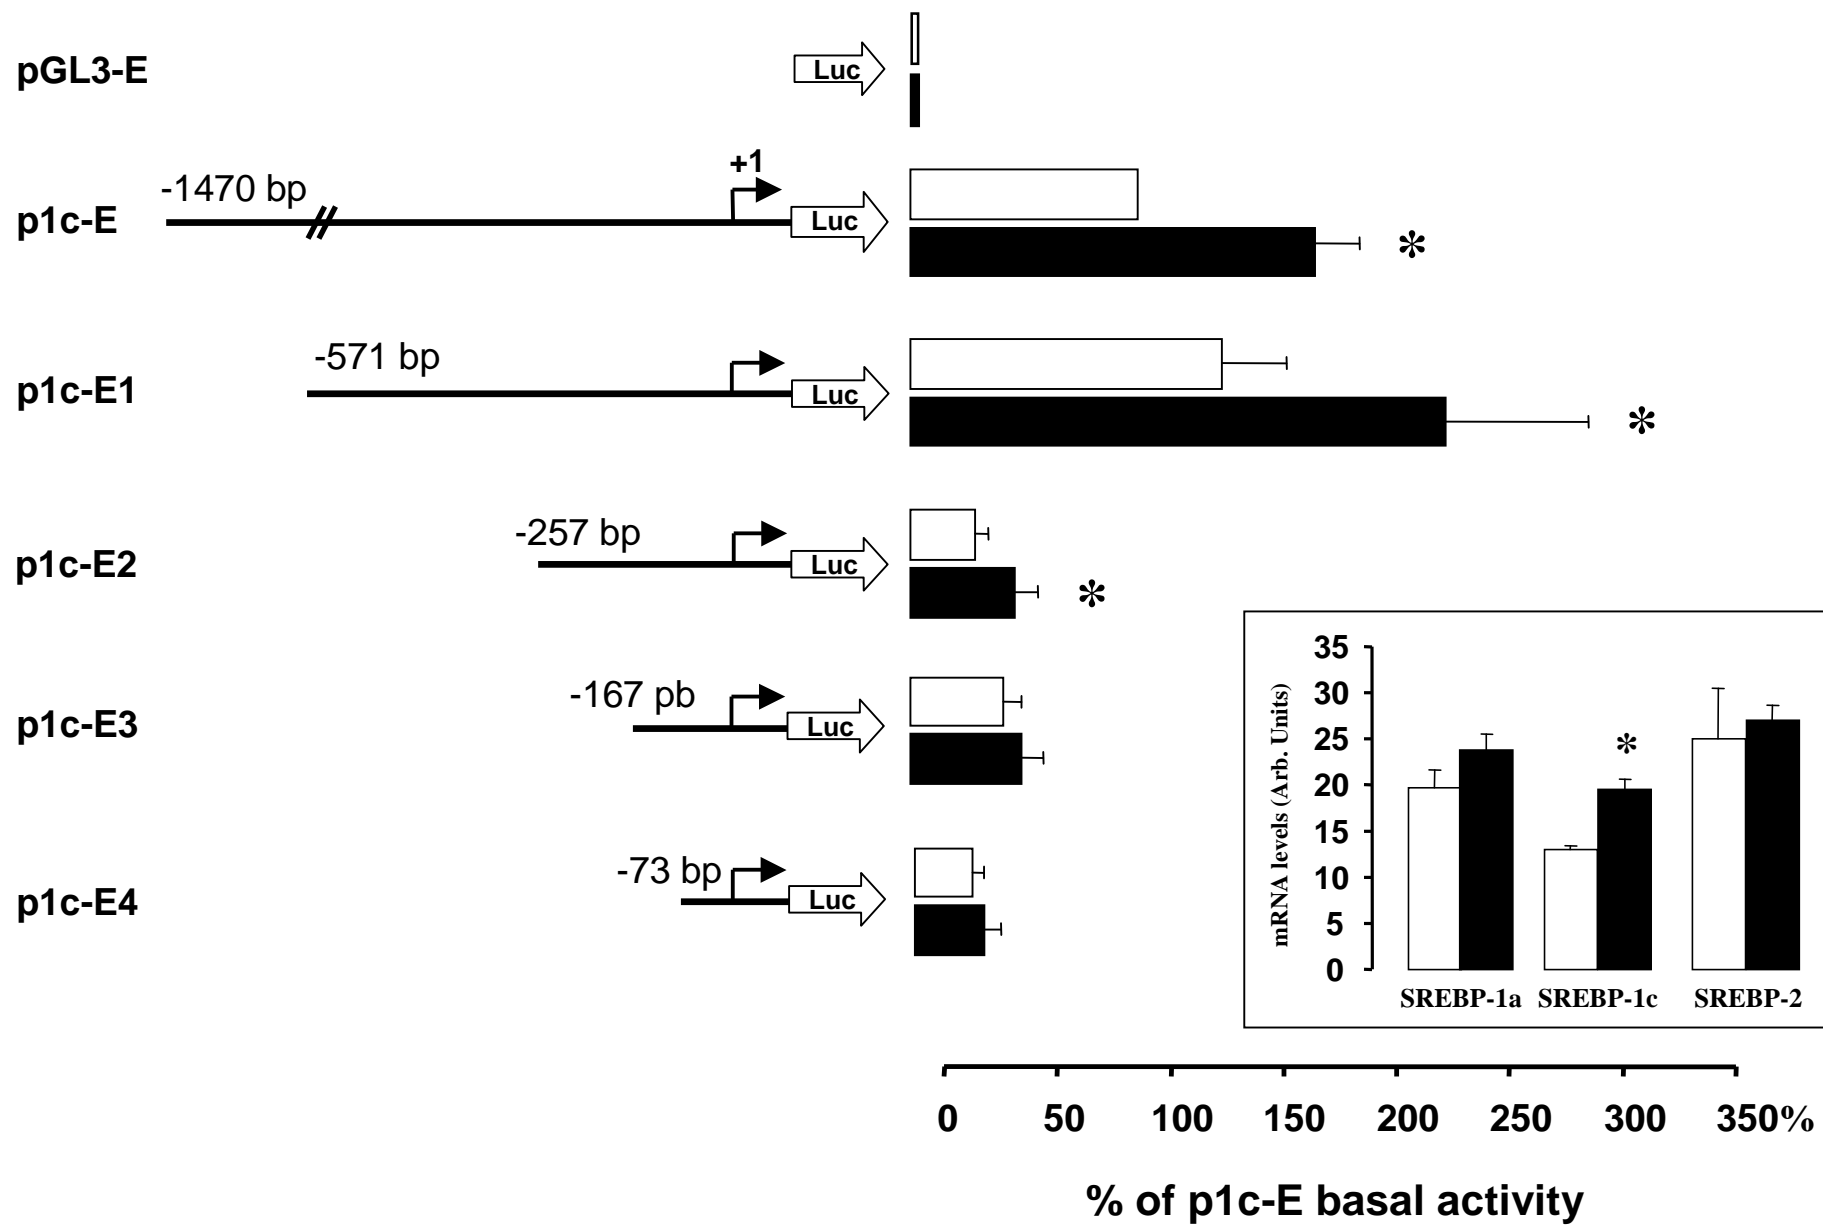 pGL3-E
Luc
+1
-1470 bp
p1c-E
Luc
*
-571 bp
p1c-E1
Luc
*
-257 bp
p1c-E2
Luc
*
-167 pb
p1c-E3
Luc
-73 bp
p1c-E4
Luc
mRNA levels (Arb. Units)
35
30
25
20
15
10
5
0
*
SREBP-1a SREBP-1c SREBP-2
0 50 100 150 200 250 300 350%
% of p1c-E basal activity